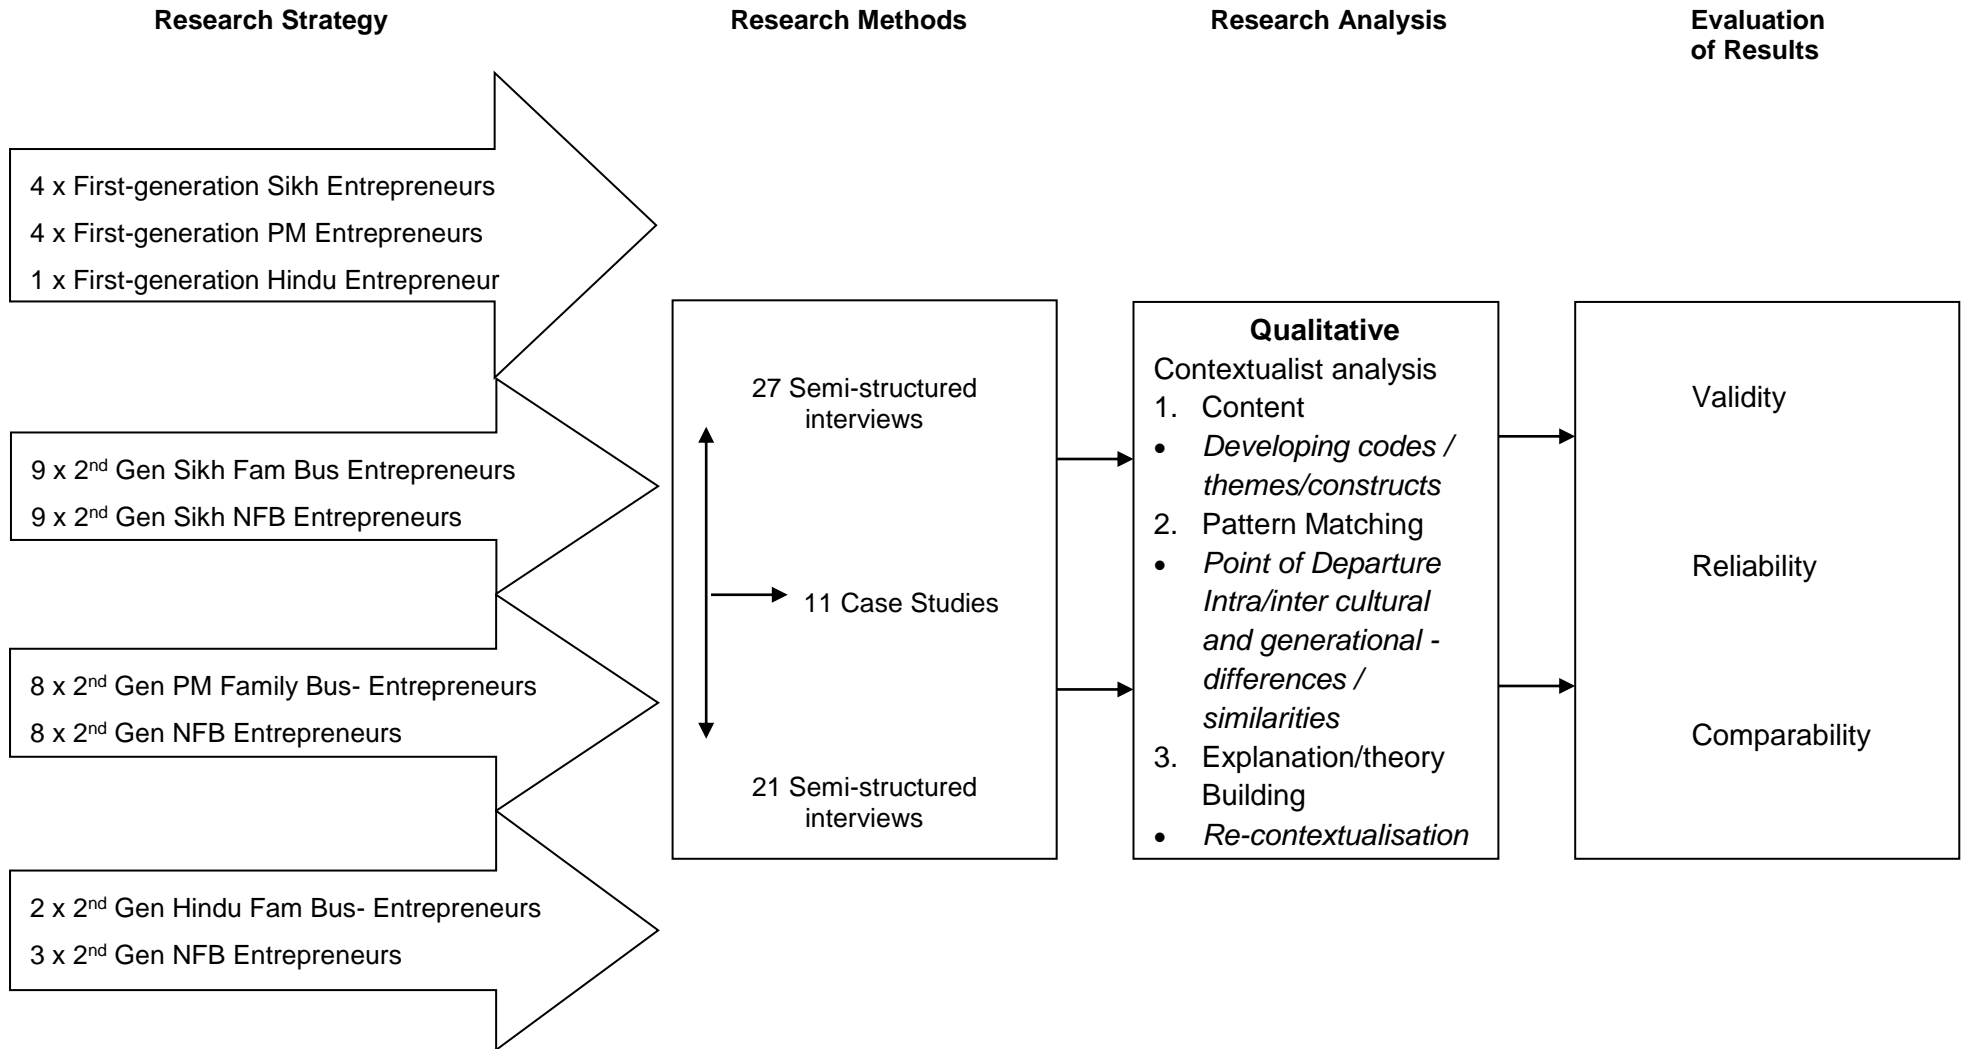 Research Strategy
Research Methods
Research Analysis
Evaluation
of Results
4 x First-generation Sikh Entrepreneurs
4 x First-generation PM Entrepreneurs
1 x First-generation Hindu Entrepreneur
9 x 2nd Gen Sikh Fam Bus Entrepreneurs
9 x 2nd Gen Sikh NFB Entrepreneurs
8 x 2nd Gen PM Family Bus- Entrepreneurs
8 x 2nd Gen NFB Entrepreneurs
2 x 2nd Gen Hindu Fam Bus- Entrepreneurs
3 x 2nd Gen NFB Entrepreneurs
27 Semi-structured
interviews
11 Case Studies
21 Semi-structured
interviews
Qualitative
Contextualist analysis
1. Content
• Developing codes /
themes/constructs
2. Pattern Matching
• Point of Departure
Intra/inter cultural
and generational -
differences /
similarities
3. Explanation/theory
Building
• Re-contextualisation
Validity
Reliability
Comparability